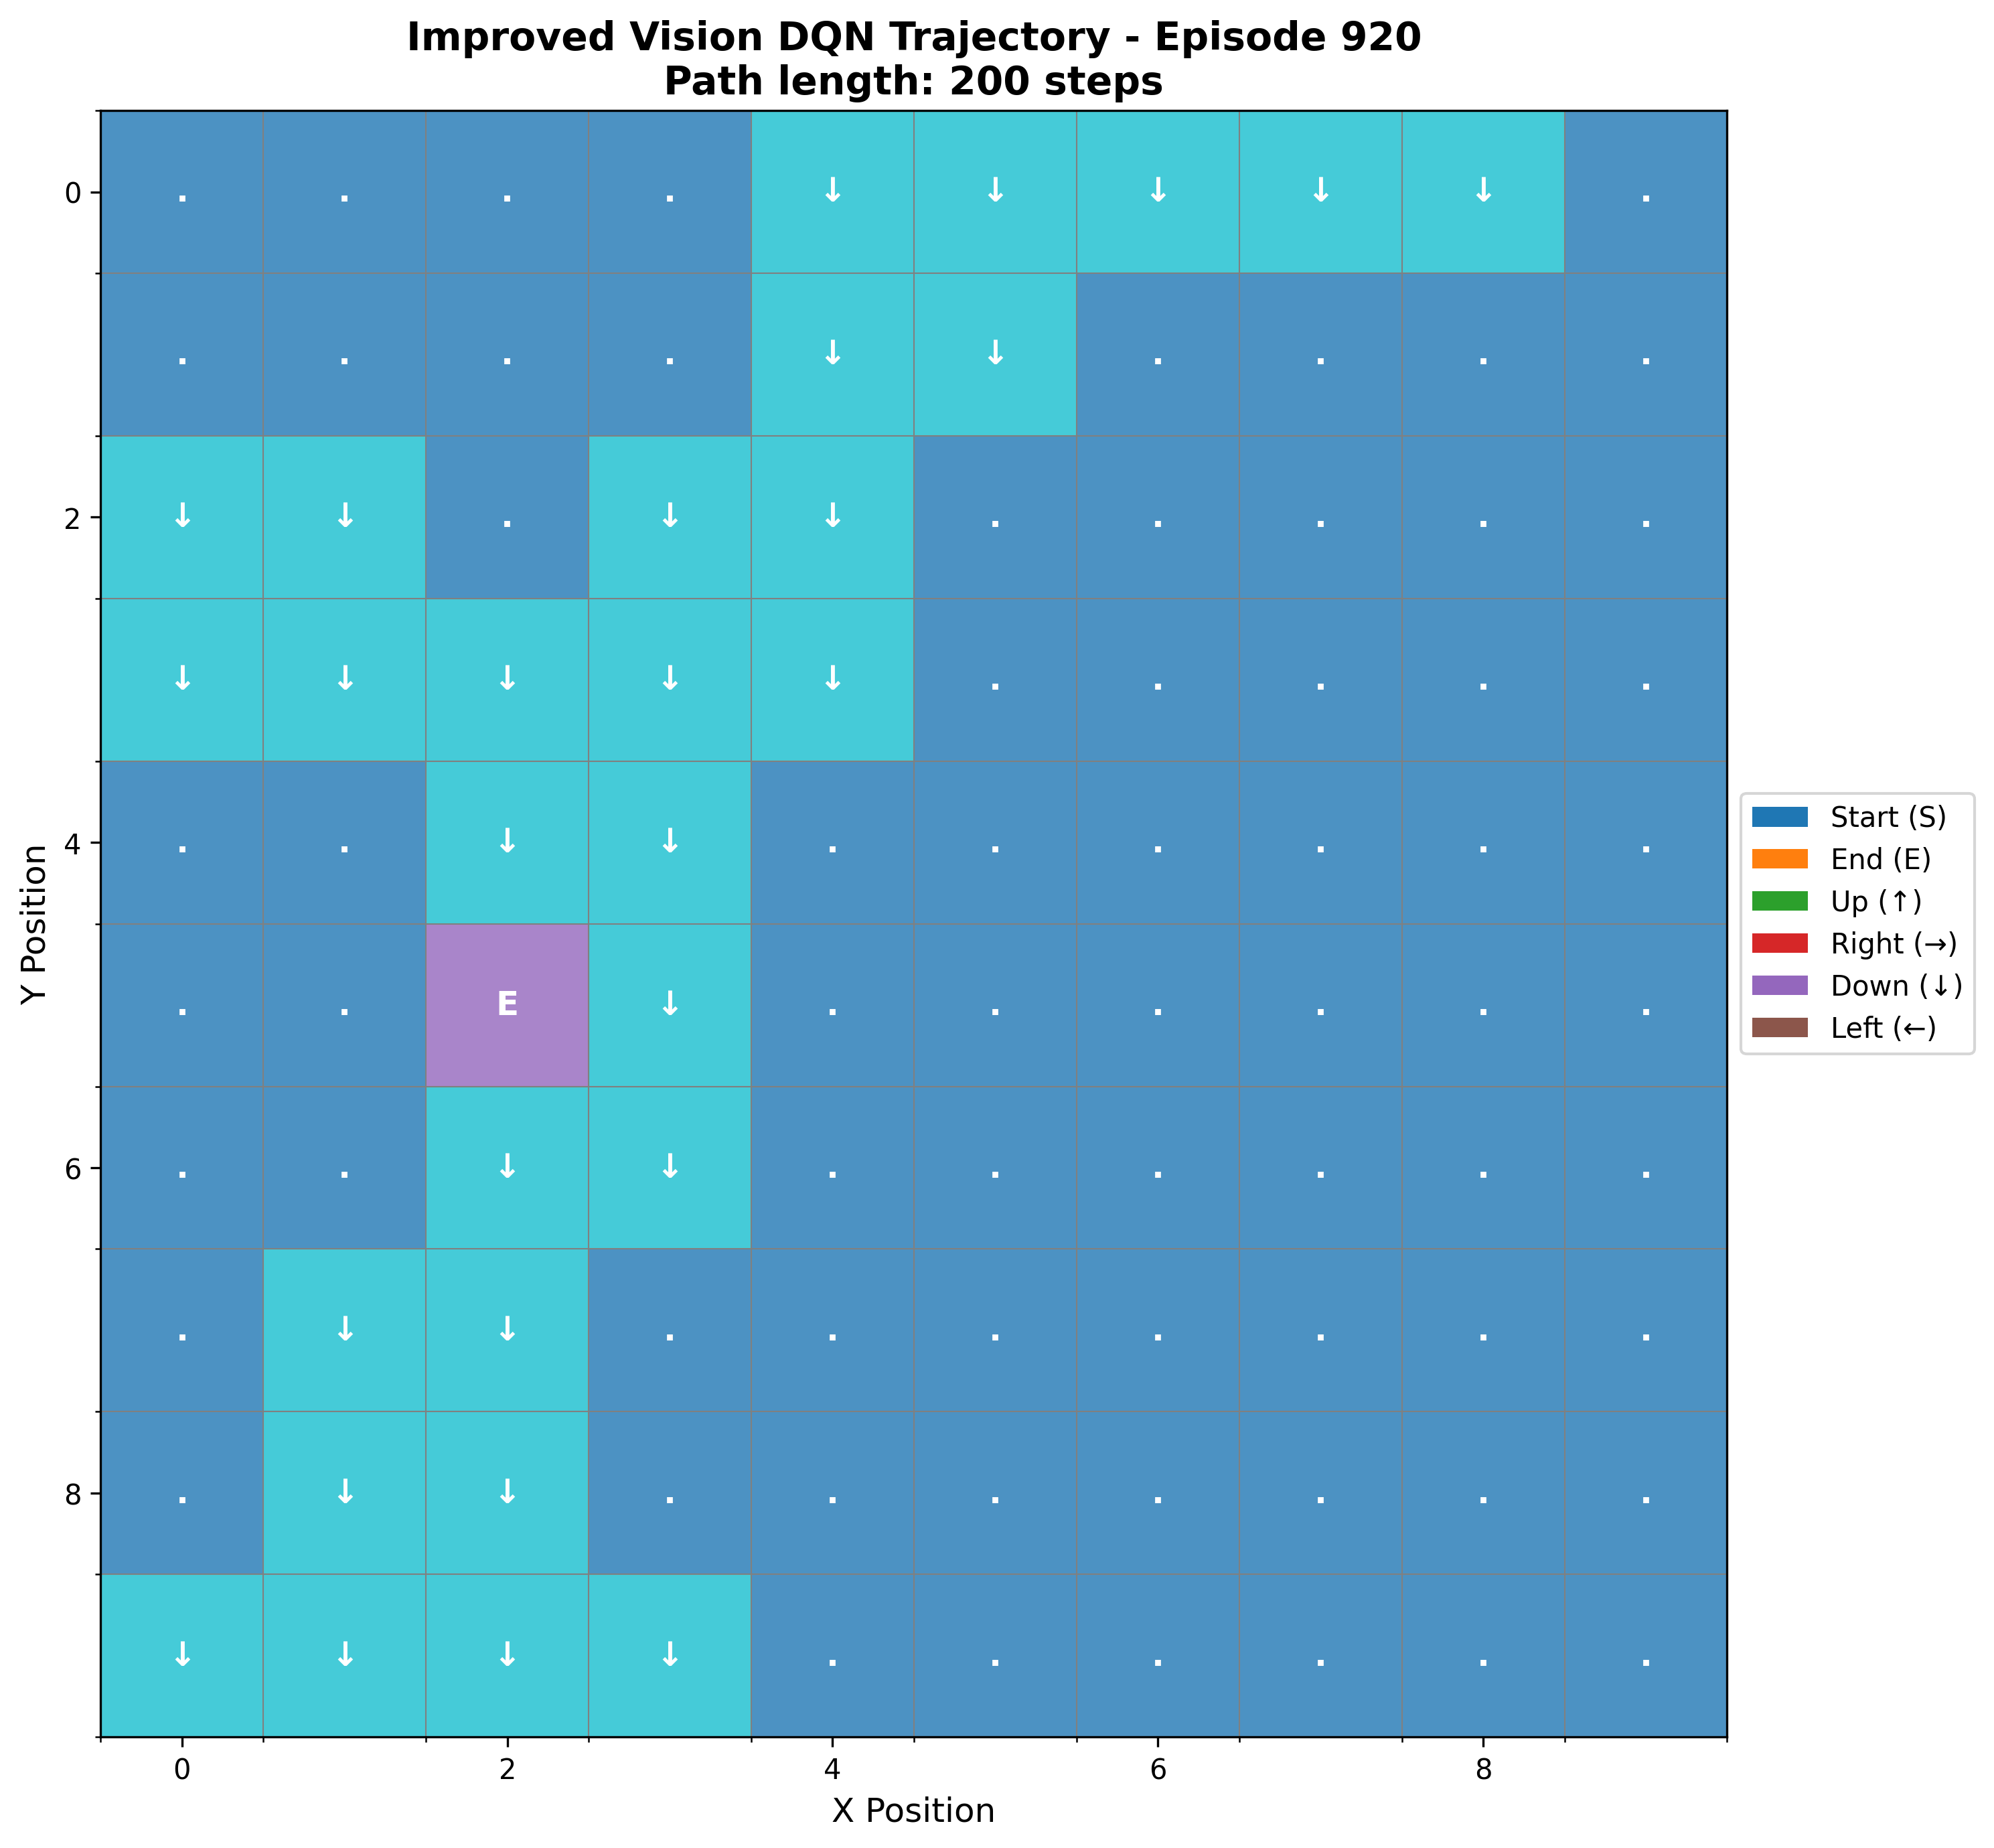 Improved Vision DQN Trajectory - Episode 920
Path length: 200 steps
0 . . . . ↓ ↓ ↓ ↓ ↓ .
. . . . ↓ ↓ . . . .
2 ↓ ↓ . ↓ ↓ . . . . .
↓ ↓ ↓ ↓ ↓ . . . . .
4 . . ↓ ↓ . . . . . .
. . E ↓ . . . . . .
6 . . ↓ ↓ . . . . . .
. ↓ ↓ . . . . . . .
8 . ↓ ↓ . . . . . . .
↓ ↓ ↓ ↓ . . . . . .
0 2 4 6 8
X Position
Y Position
Start (S)
End (E)
Up (↑)
Right (→)
Down (↓)
Left (←)